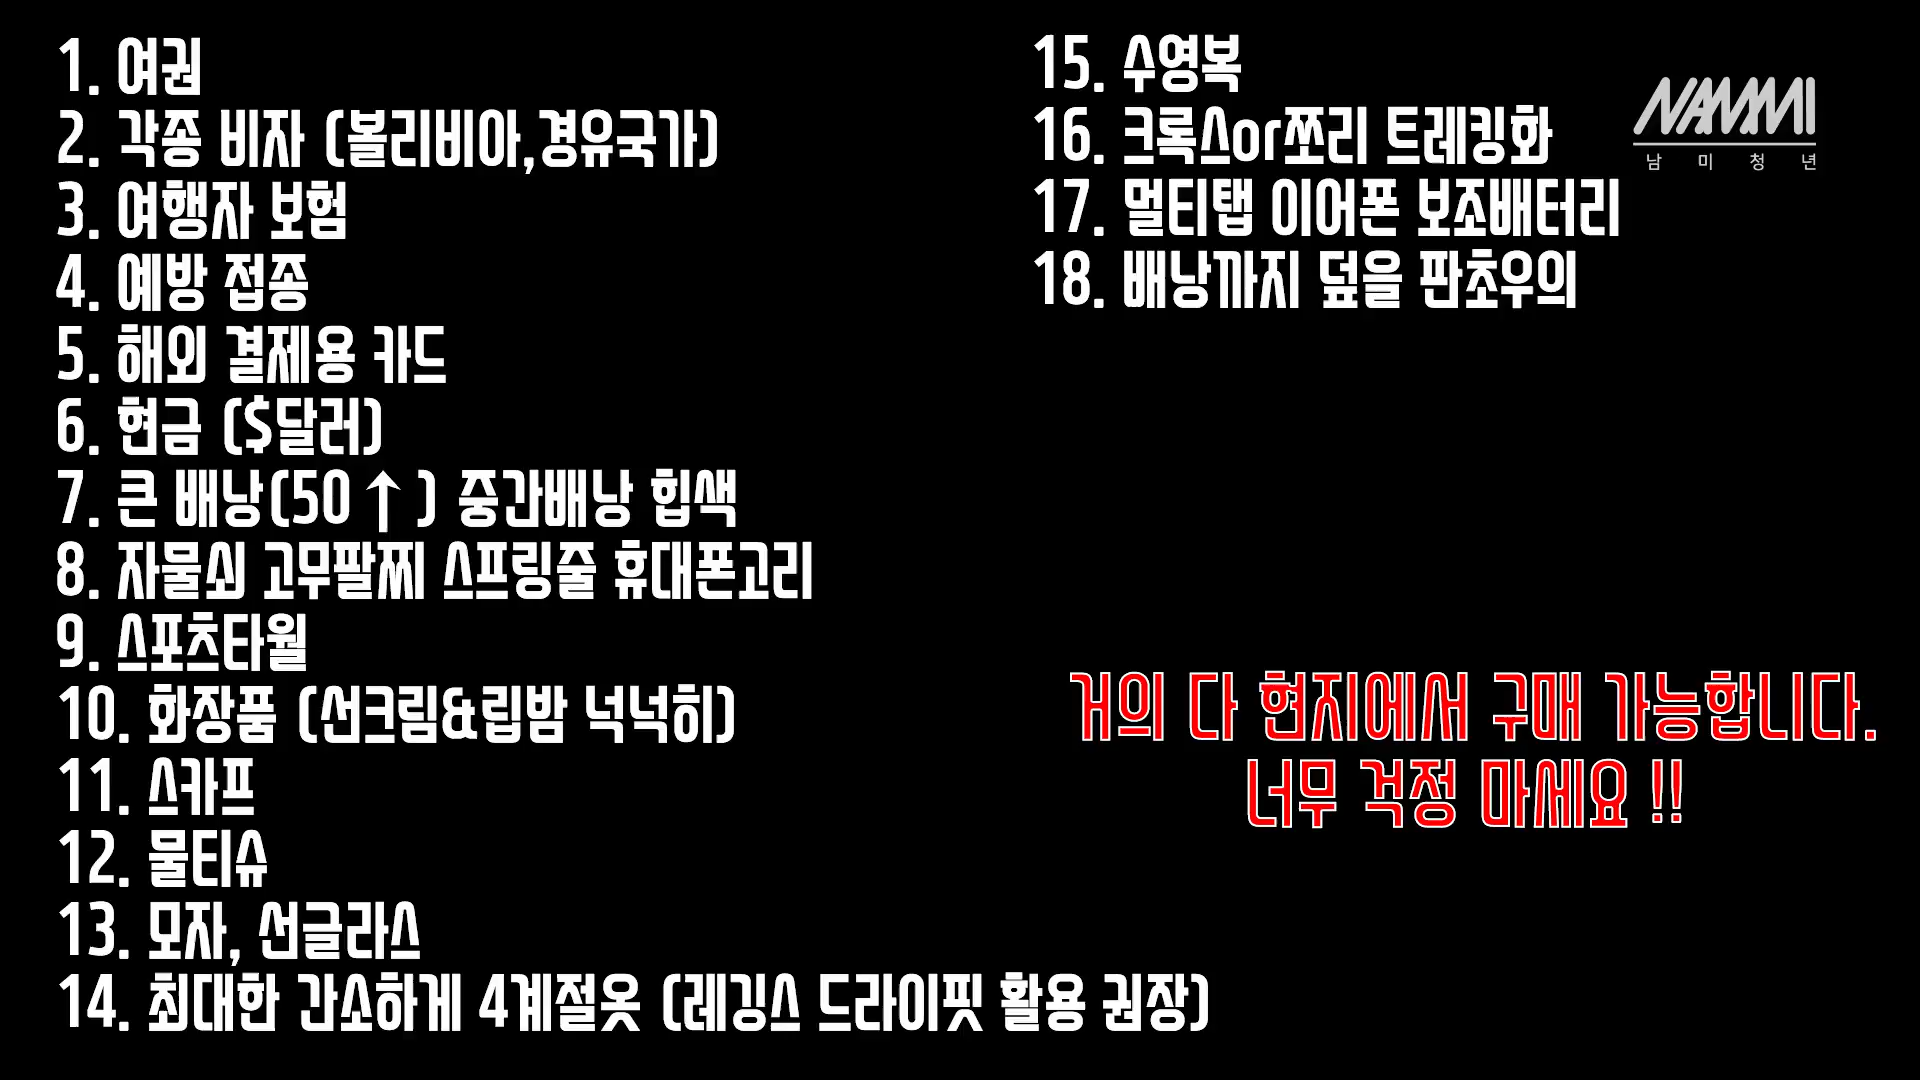 1. 여권
2. 각종 비자 (볼리비아,경유국가)
3. 여행자 보험
4. 예방 접종
5. 해외 결제용 카드
6. 현금 ($달러)
7. 큰 배낭(50↑) 중간배낭 힙색
8. 자물쇠 고무팔찌 스프링줄 휴대폰고리
9. 스포츠타월
10. 화장품 (선크림&립밤 넉넉히)
11. 스카프
12. 물티슈
13. 모자, 선글라스
14. 최대한 간소하게 4계절옷 (레깅스 드라이핏 활용 권장)
15. 수영복
16. 크록스or쪼리 트레킹화
17. 멀티탭 이어폰 보조배터리
18. 배낭까지 덮을 판초우의
NAMMI
남미청년
거의 다 현지에서 구매 가능합니다.
너무 걱정 마세요 !!